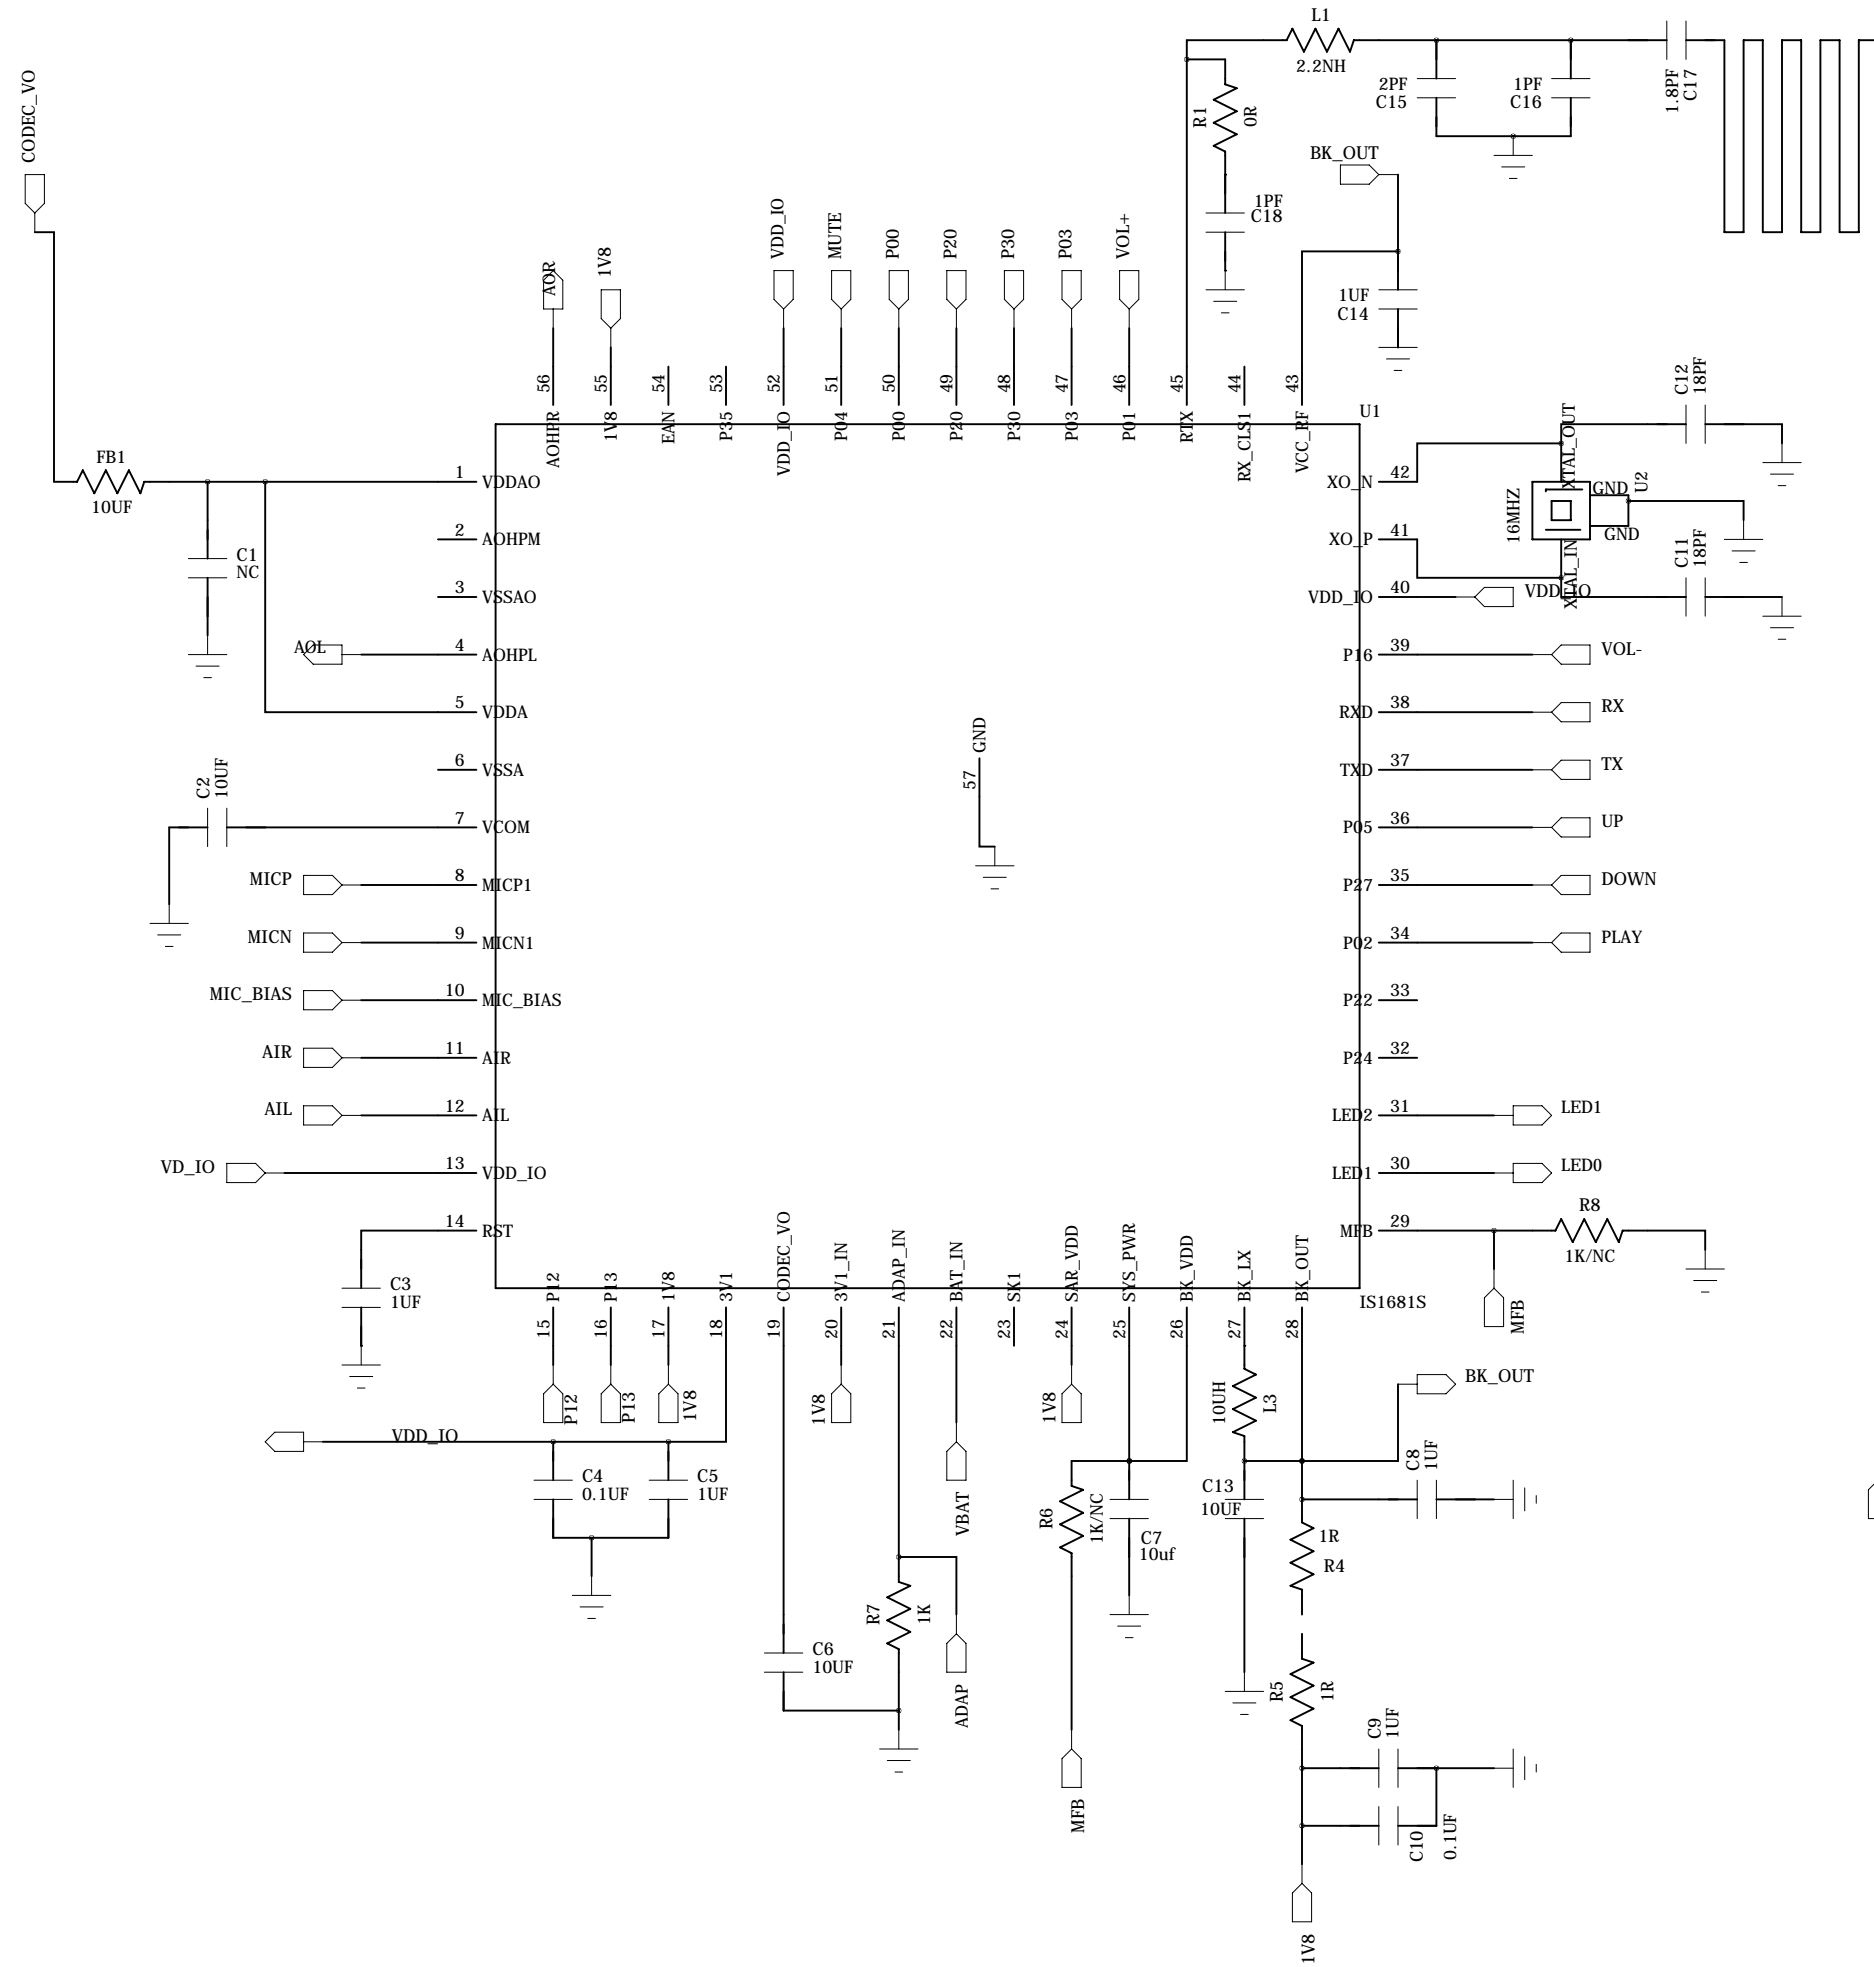 L1
2.2NH
2PF
C15
1PF
C16
1.8PF
C17
CODEC_VO
R1
0R
BK_OUT
1PF
C18
AOR
1V8
VDD_IO
MUTE
P00
P20
P30
P03
VOL+
1UF
C14
56
55
54
53
52
51
50
49
48
47
46
45
44
43
AOHPR
1V8
EAN
P35
VDD_IO
P04
P00
P20
P30
P03
P01
RTX
RX_CLS1
VCC_RF
U1
C12
18PF
FB1
10UF
1
VDDAO
XO_N
42
XTAL_OUT
16MHZ
GND
U2
GND
XTAL_IN
2
AOHPM
XO_P
41
C11
18PF
C1
NC
3
VSSAO
VDD_IO
40
VDD_IO
AOL
4
AOHPL
P16
39
VOL-
5
VDDA
RXD
38
RX
6
VSSA
GND
57
TXD
37
TX
C2
10UF
7
VCOM
P05
36
UP
MICP
8
MICP1
P27
35
DOWN
MICN
9
MICN1
P02
34
PLAY
MIC_BIAS
10
MIC_BIAS
P22
33
AIR
11
AIR
P24
32
AIL
12
AIL
LED2
31
LED1
VD_IO
13
VDD_IO
LED1
30
LED0
14
RST
MFB
29
R8
1K/NC
MFB
C3
1UF
P12
P13
1V8
3V1
CODEC_VO
3V1_IN
ADAP_IN
BAT_IN
SK1
SAR_VDD
SYS_PWR
BK_VDD
BK_LX
BK_OUT
IS1681S
15
16
17
18
19
20
21
22
23
24
25
26
27
28
P12
P13
1V8
1V8
1V8
10UH
L3
BK_OUT
VDD_IO
C4
0.1UF
C5
1UF
VBAT
R6
1K/NC
C7
10uf
C13
10UF
C8
1UF
1R
R4
R7
1K
C6
10UF
ADAP
R5
1R
MFB
C9
1UF
C10
0.1UF
1V8